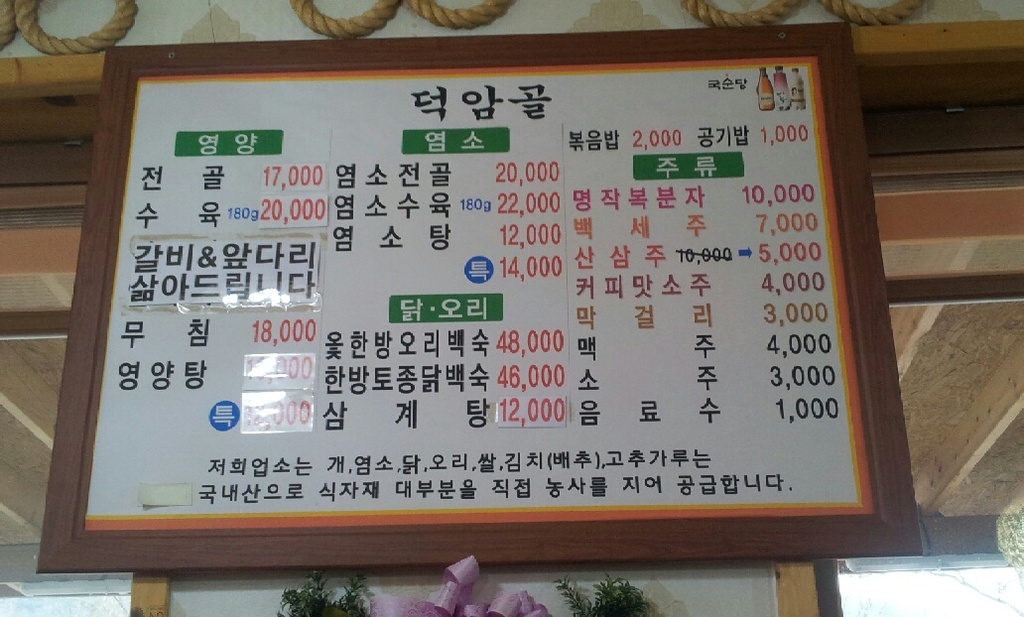 덕암골
국순당
영양
전골 17,000
수육 180g 20,000
갈비&앞다리
삶아드립니다
무침 18,000
영양탕
특
염소
염소전골 20,000
염소수육 180g 22,000
염소탕 12,000
특 14,000
닭·오리
옻한방오리백숙 48,000
한방토종닭백숙 46,000
삼계탕 12,000
볶음밥 2,000 공기밥 1,000
주류
명작복분자 10,000
백세주 7,000
산삼주 10,000 ➡ 5,000
커피맛소주 4,000
막걸리 3,000
맥주 4,000
소주 3,000
음료수 1,000
저희업소는 개,염소,닭,오리,쌀,김치(배추),고추가루는
국내산으로 식자재 대부분을 직접 농사를 지어 공급합니다.